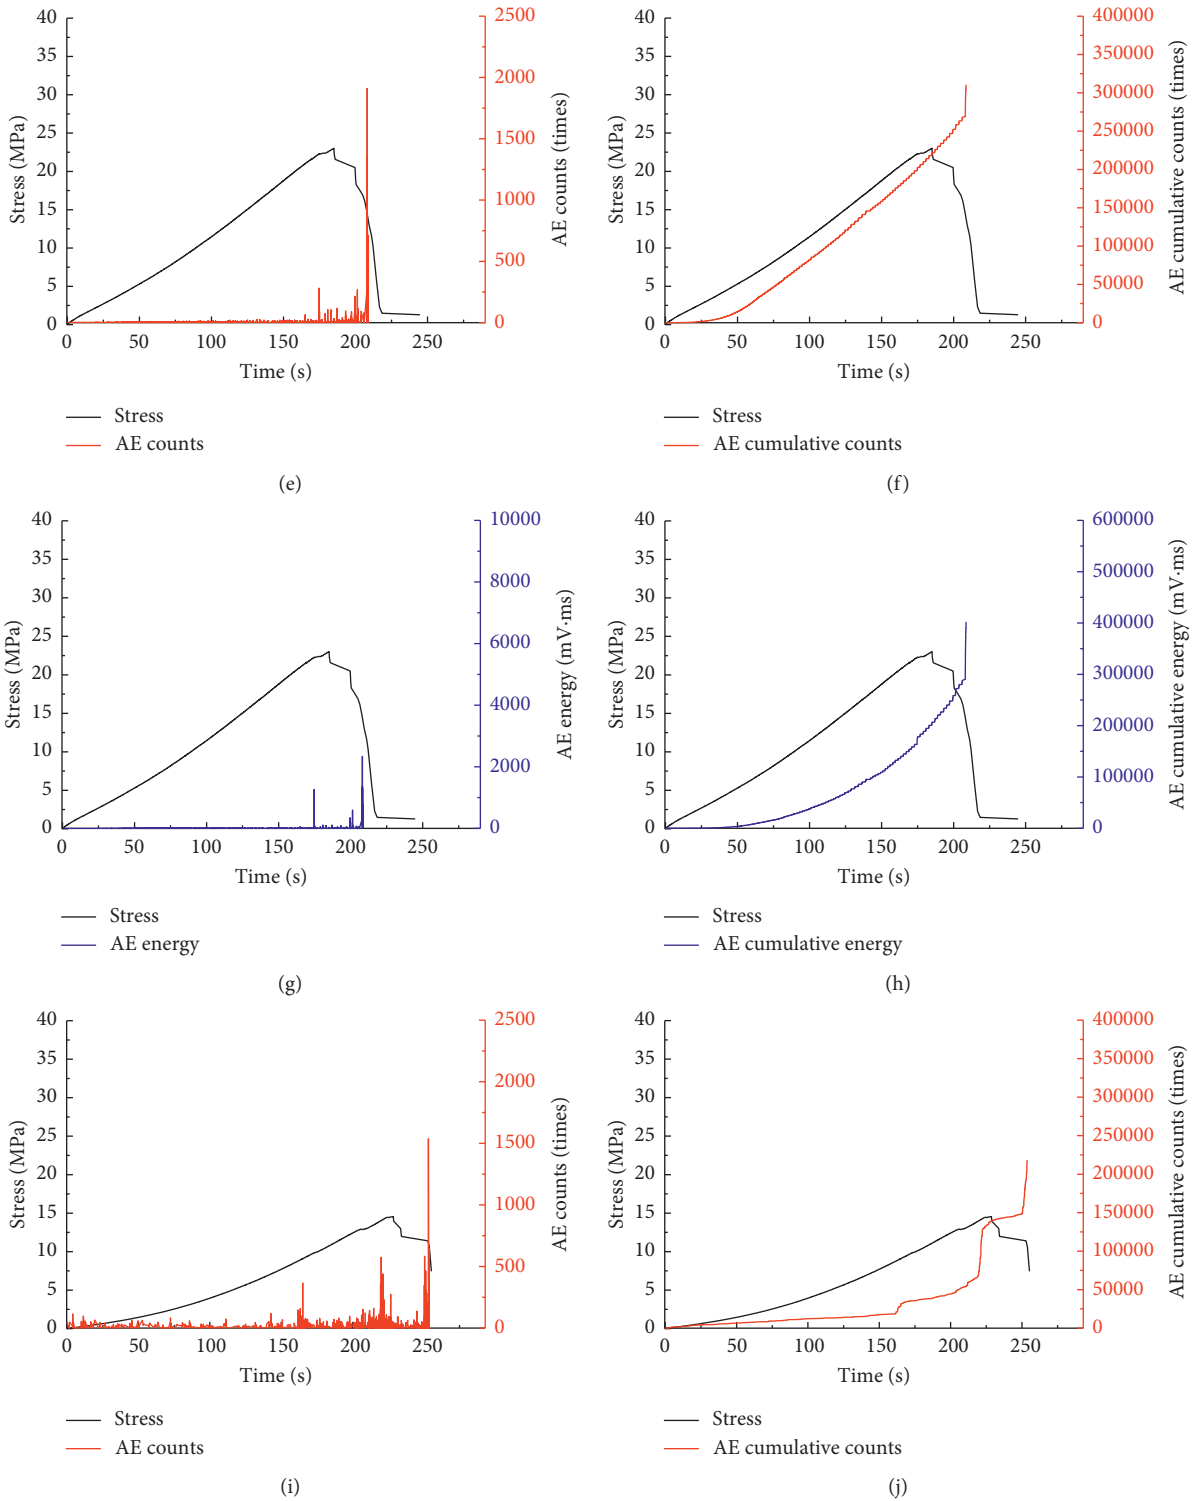 40
35
30
25
20
15
10
5
0
Stress (MPa)
2500
2000
1500
1000
500
0
AE counts (times)
0 50 100 150 200 250
Time (s)
Stress
AE counts
(e)
40
35
30
25
20
15
10
5
0
Stress (MPa)
400000
350000
300000
250000
200000
150000
100000
50000
0
AE cumulative counts (times)
0 50 100 150 200 250
Time (s)
Stress
AE cumulative counts
(f)
40
35
30
25
20
15
10
5
0
Stress (MPa)
10000
8000
6000
4000
2000
0
AE energy (mV·ms)
0 50 100 150 200 250
Time (s)
Stress
AE energy
(g)
40
35
30
25
20
15
10
5
0
Stress (MPa)
600000
500000
400000
300000
200000
100000
0
AE cumulative energy (mV·ms)
0 50 100 150 200 250
Time (s)
Stress
AE cumulative energy
(h)
40
35
30
25
20
15
10
5
0
Stress (MPa)
2500
2000
1500
1000
500
0
AE counts (times)
0 50 100 150 200 250
Time (s)
Stress
AE counts
(i)
40
35
30
25
20
15
10
5
0
Stress (MPa)
400000
350000
300000
250000
200000
150000
100000
50000
0
AE cumulative counts (times)
0 50 100 150 200 250
Time (s)
Stress
AE cumulative counts
(j)